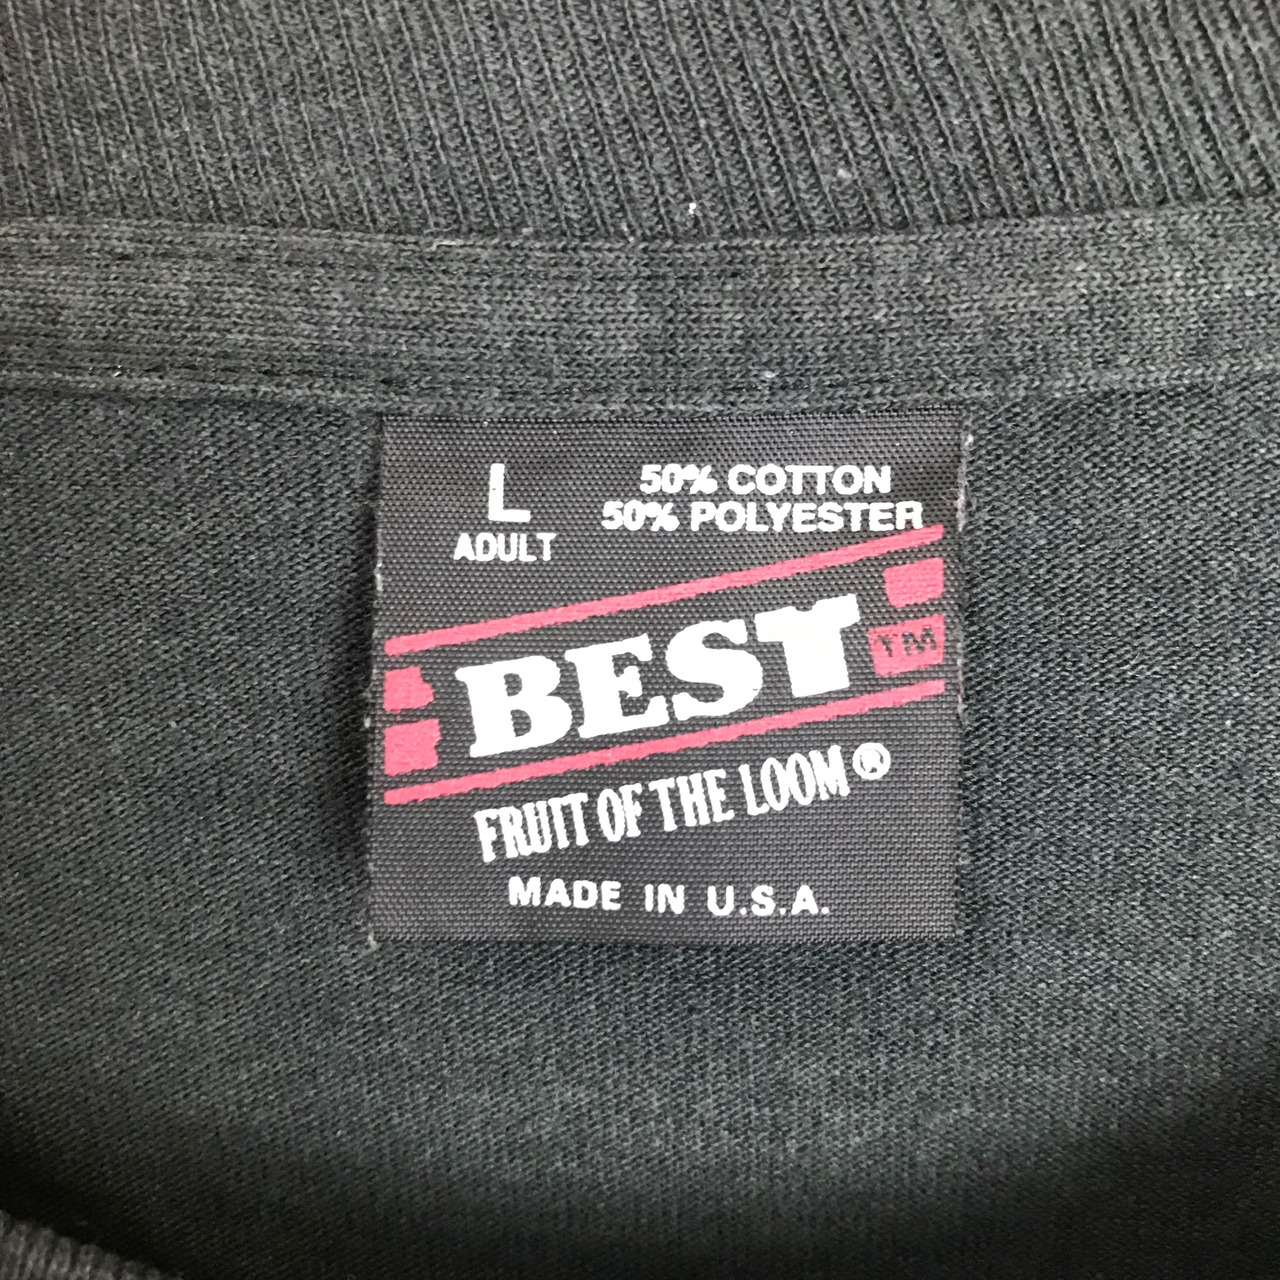 L
ADULT
50% COTTON
50% POLYESTER
BEST TM
FRUIT OF THE LOOM®
MADE IN U.S.A.